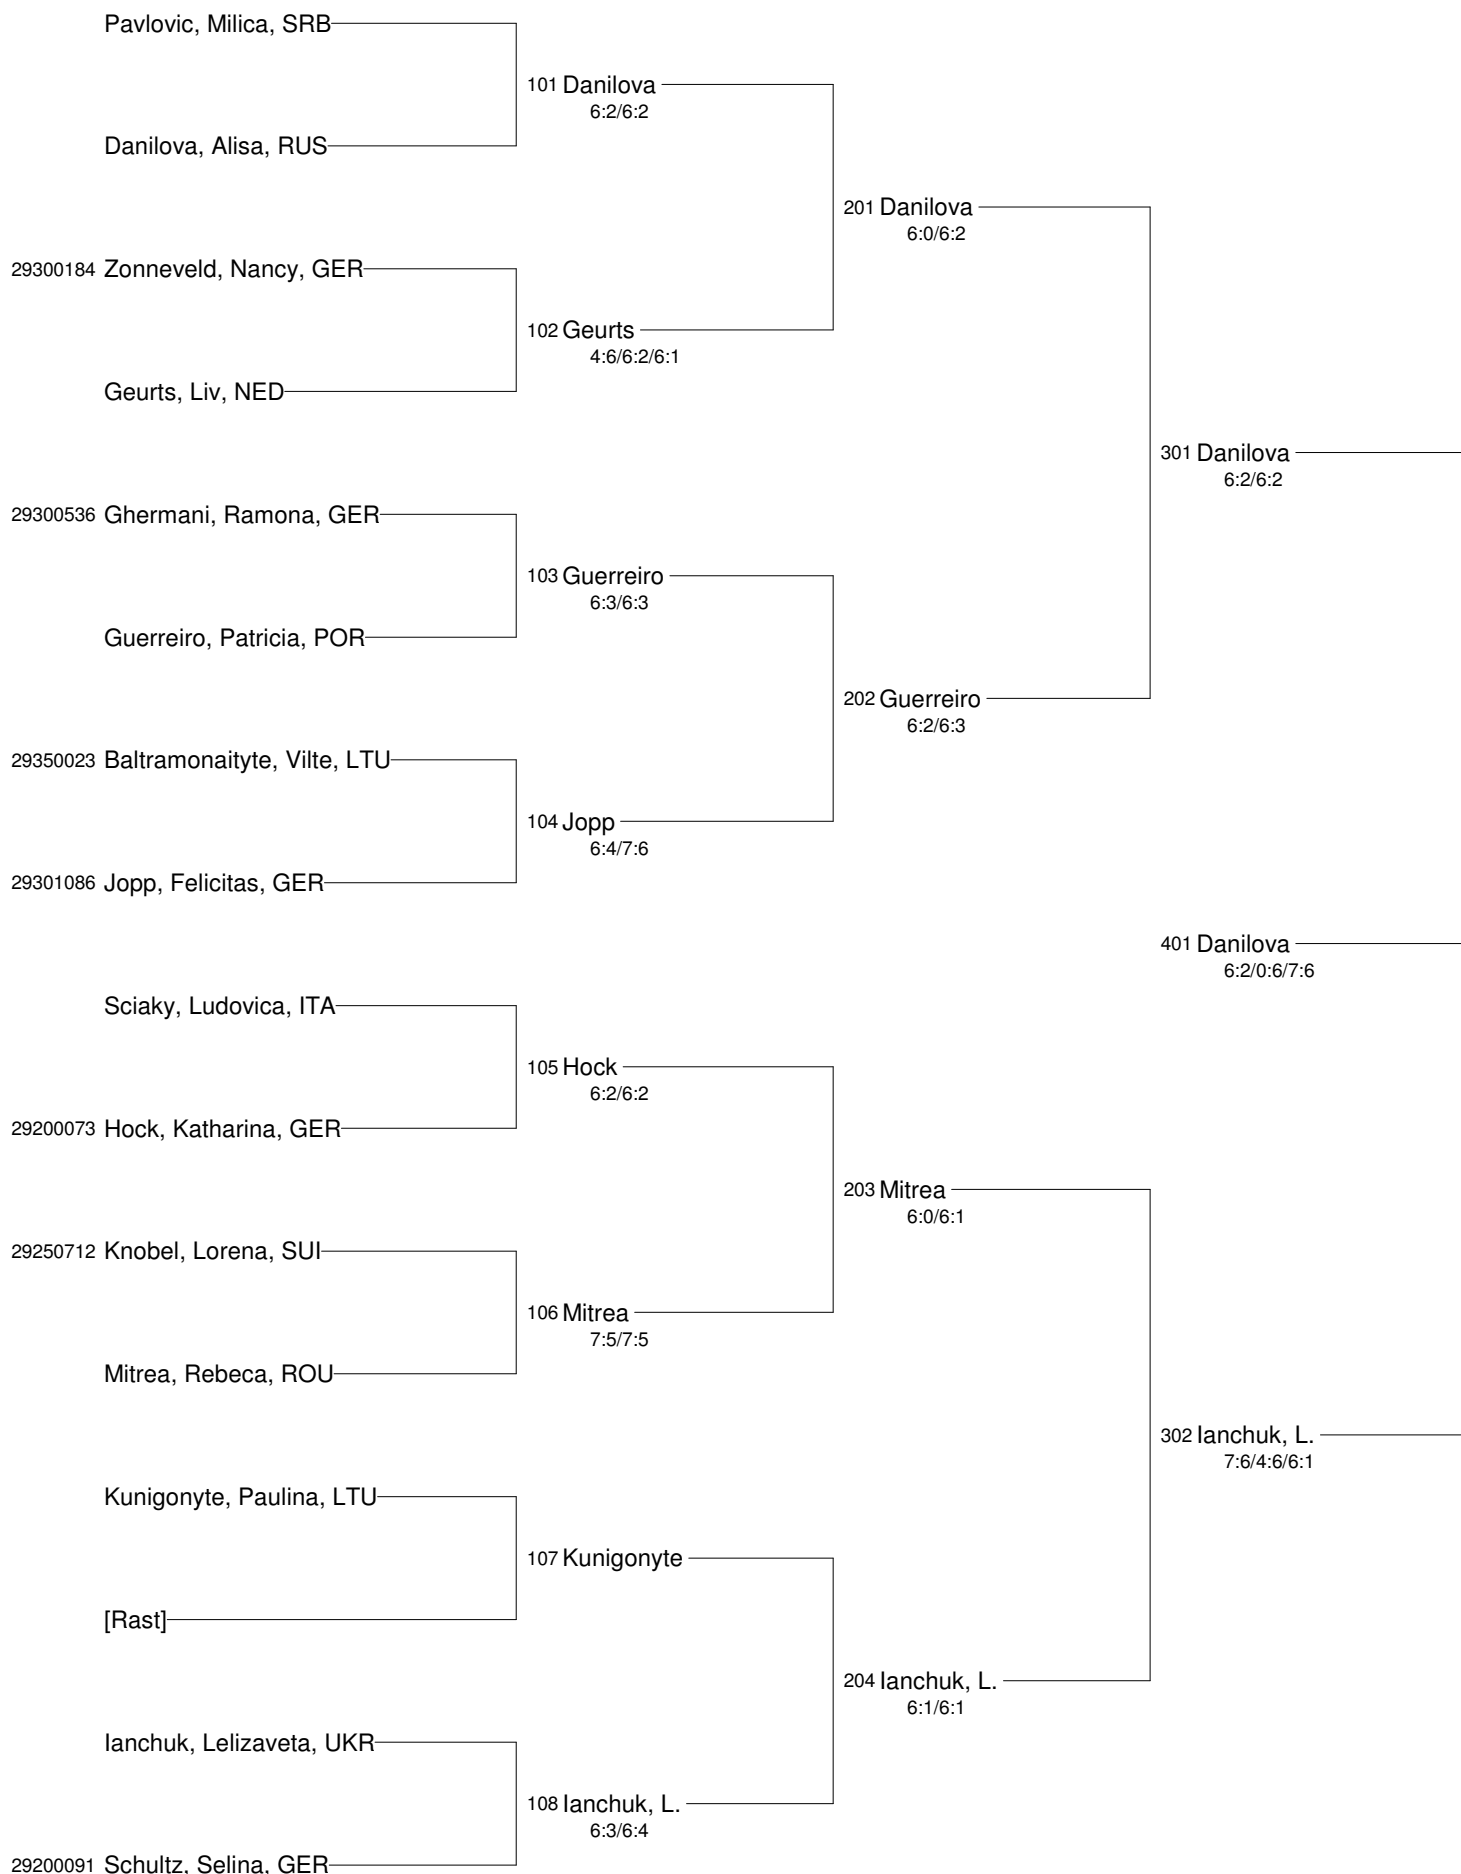 Pavlovic, Milica, SRB
101 Danilova
6:2/6:2
Danilova, Alisa, RUS
201 Danilova
6:0/6:2
29300184 Zonneveld, Nancy, GER
102 Geurts
4:6/6:2/6:1
Geurts, Liv, NED
301 Danilova
6:2/6:2
29300536 Ghermani, Ramona, GER
103 Guerreiro
6:3/6:3
Guerreiro, Patricia, POR
202 Guerreiro
6:2/6:3
29350023 Baltramonaityte, Vilte, LTU
104 Jopp
6:4/7:6
29301086 Jopp, Felicitas, GER
401 Danilova
6:2/0:6/7:6
Sciaky, Ludovica, ITA
105 Hock
6:2/6:2
29200073 Hock, Katharina, GER
203 Mitrea
6:0/6:1
29250712 Knobel, Lorena, SUI
106 Mitrea
7:5/7:5
Mitrea, Rebeca, ROU
302 Ianchuk, L.
7:6/4:6/6:1
Kunigonyte, Paulina, LTU
107 Kunigonyte
[Rast]
204 Ianchuk, L.
6:1/6:1
Ianchuk, Lelizaveta, UKR
108 Ianchuk, L.
6:3/6:4
29200091 Schultz, Selina, GER